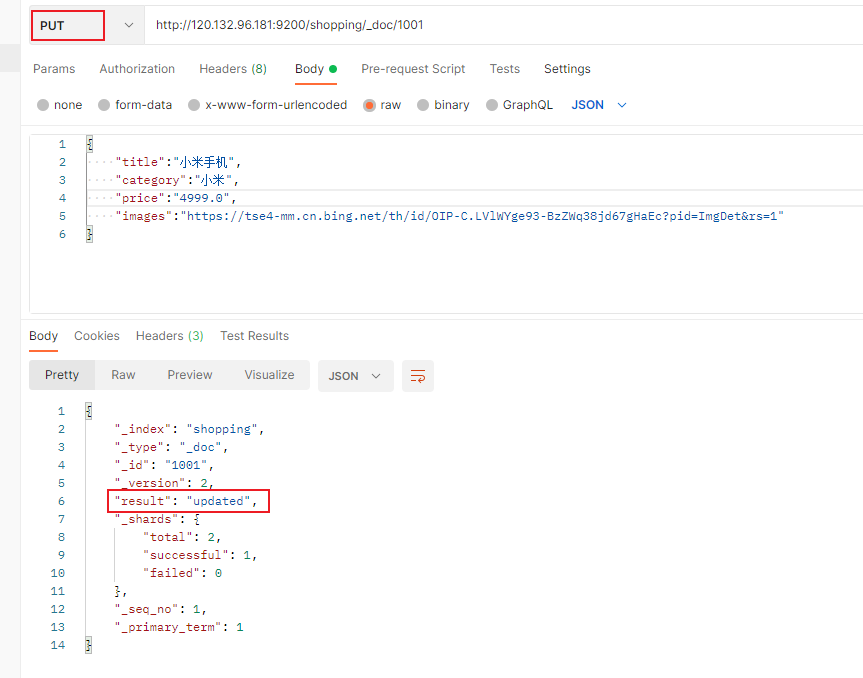 PUT http://120.132.96.181:9200/shopping/_doc/1001
Params Authorization Headers (8) Body Pre-request Script Tests Settings
none form-data x-www-form-urlencoded raw binary GraphQL JSON
1 {
2 "title":"小米手机",
3 "category":"小米",
4 "price":"4999.0",
5 "images":"https://tse4-mm.cn.bing.net/th/id/OIP-C.LVlWYge93-BzZWq38jd67gHaEc?pid=ImgDet&rs=1"
6 }
Body Cookies Headers (3) Test Results
Pretty Raw Preview Visualize JSON
1 {
2 "_index": "shopping",
3 "_type": "_doc",
4 "_id": "1001",
5 "_version": 2,
6 "result": "updated",
7 "_shards": {
8 "total": 2,
9 "successful": 1,
10 "failed": 0
11 },
12 "_seq_no": 1,
13 "_primary_term": 1
14 }